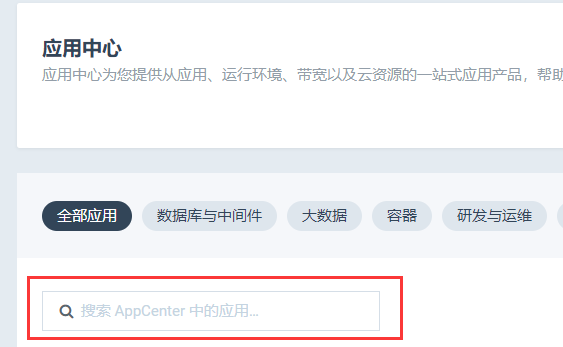 应用中心
应用中心为您提供从应用、运行环境、带宽以及云资源的一站式应用产品，帮助
全部应用 数据库与中间件 大数据 容器 研发与运维
搜索 AppCenter 中的应用...